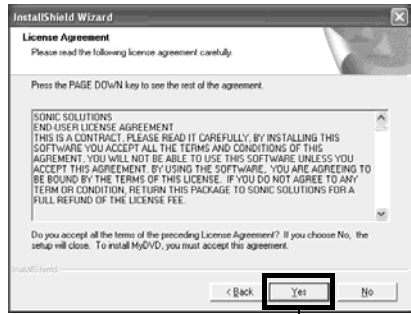 InstallShield Wizard
License Agreement
Please read the following license agreement carefully.
Press the PAGE DOWN key to see the rest of the agreement.
SONIC SOLUTIONS
END-USER LICENSE AGREEMENT
THIS IS A CONTRACT, PLEASE READ IT CAREFULLY, BY INSTALLING THIS
SOFTWARE YOU ACCEPT ALL THE TERMS AND CONDITIONS OF THIS
AGREMENT, YOU WILL NOT BE ABLE TO USE THIS SOFTWARE UNLESS YOU
ACCEPT THIS AGREEMENT. BY USING THE SOFTWARE, YOU ARE AGREEING TO
BE BOUND BY THE TERMS OF THIS LICENSE. IF YOU DO NOT AGREE TO ANY
TERM OR CONDITION, RETURN THIS PACKAGE TO SONIC SOLUTIONS FOR A
FULL REFUND OF THE LICENSE FEE.
Do you accept all the terms of the preceding License Agreement? If you choose No, the
setup will close. To install MyDVD, you must accept this agreement.
InstallShield
< Back
Yes
No